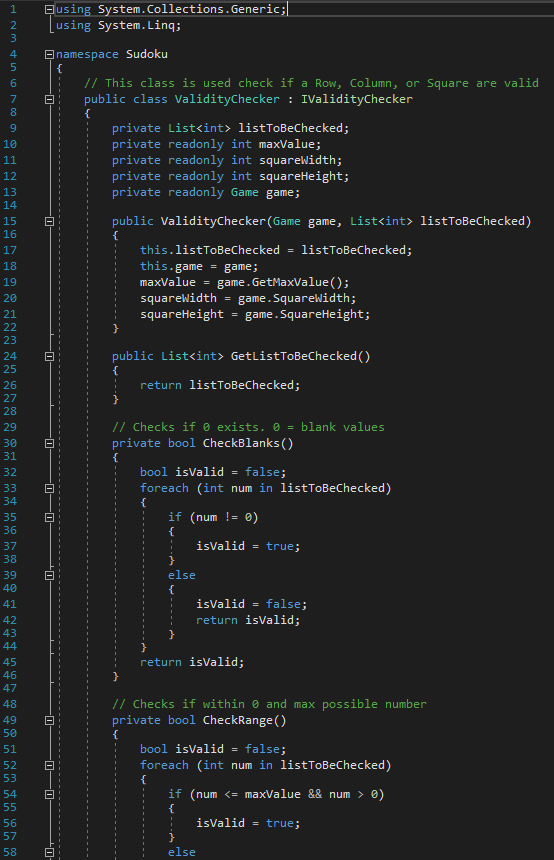 1 using System.Collections.Generic;
2 using System.Linq;
3
4 namespace Sudoku
5 {
6 // This class is used check if a Row, Column, or Square are valid
7 public class ValidityChecker : IValidityChecker
8 {
9 private List<int> listToBeChecked;
10 private readonly int maxValue;
11 private readonly int squareWidth;
12 private readonly int squareHeight;
13 private readonly Game game;
14
15 public ValidityChecker(Game game, List<int> listToBeChecked)
16 {
17 this.listToBeChecked = listToBeChecked;
18 this.game = game;
19 maxValue = game.GetMaxValue();
20 squareWidth = game.SquareWidth;
21 squareHeight = game.SquareHeight;
22 }
23
24 public List<int> GetListToBeChecked()
25 {
26 return listToBeChecked;
27 }
28
29 // Checks if 0 exists. 0 = blank values
30 private bool CheckBlanks()
31 {
32 bool isValid = false;
33 foreach (int num in listToBeChecked)
34 {
35 if (num != 0)
36 {
37 isValid = true;
38 }
39 else
40 {
41 isValid = false;
42 return isValid;
43 }
44 }
45 return isValid;
46 }
47
48 // Checks if within 0 and max possible number
49 private bool CheckRange()
50 {
51 bool isValid = false;
52 foreach (int num in listToBeChecked)
53 {
54 if (num <= maxValue && num > 0)
55 {
56 isValid = true;
57 }
58 else